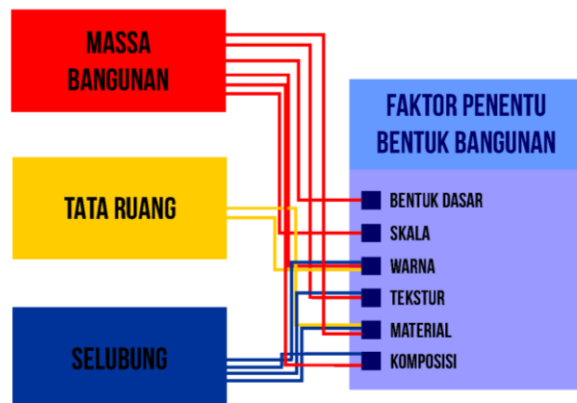 MASSA
BANGUNAN
TATA RUANG
SELUBUNG
FAKTOR PENENTU
BENTUK BANGUNAN
BENTUK DASAR
SKALA
WARNA
TEKSTUR
MATERIAL
KOMPOSISI